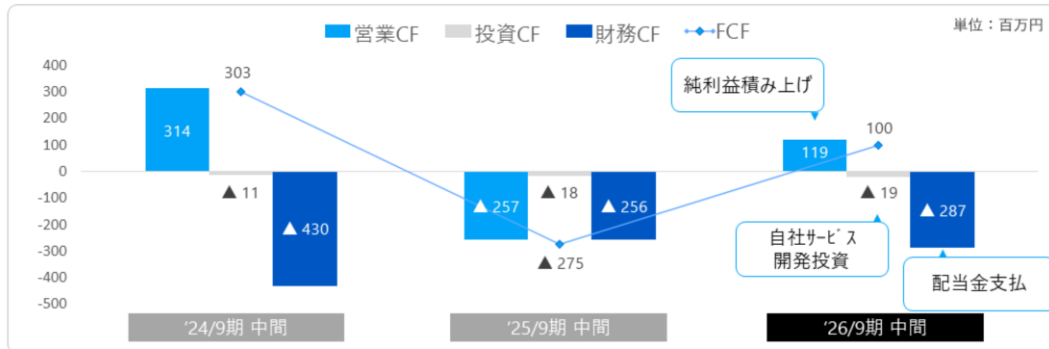 営業CF 投資CF 財務CF FCF
単位：百万円
400
300
200
100
0
-100
-200
-300
-400
-500
303
314
▲ 11
▲ 430
▲ 257
▲ 18
▲ 256
▲ 275
純利益積み上げ
100
119
▲ 19
▲ 287
自社ｻｰﾋﾞｽ
開発投資
配当金支払
‘24/9期 中間
‘25/9期 中間
‘26/9期 中間